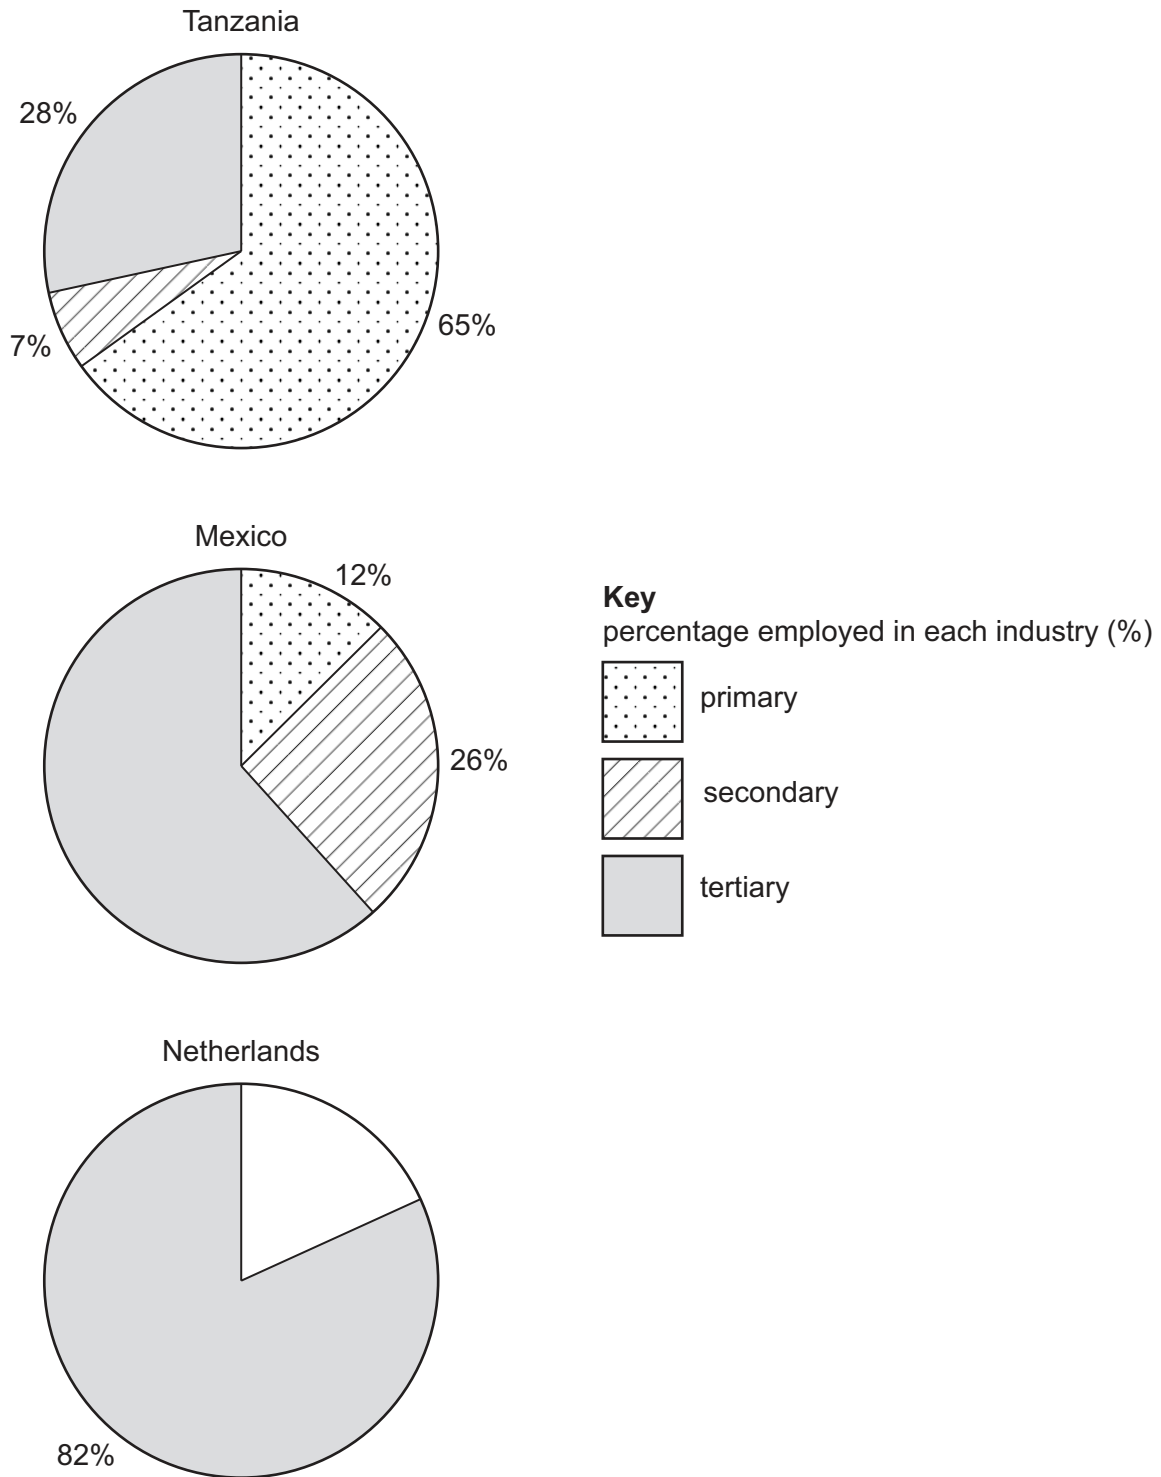 Tanzania
28%
65%
7%
Mexico
12%
26%
Key
percentage employed in each industry (%)
primary
secondary
tertiary
Netherlands
82%